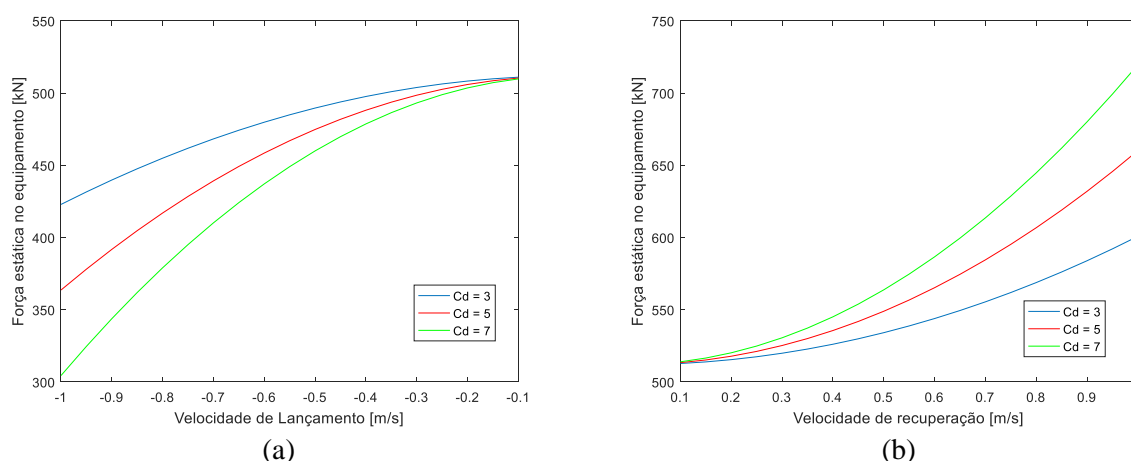 Força estática no equipamento [kN]
550
500
450
400
350
300
Cd = 3
Cd = 5
Cd = 7
-1 -0.9 -0.8 -0.7 -0.6 -0.5 -0.4 -0.3 -0.2 -0.1
Velocidade de Lançamento [m/s]
(a)
Força estática no equipamento [kN]
750
700
650
600
550
500
Cd = 3
Cd = 5
Cd = 7
0.1 0.2 0.3 0.4 0.5 0.6 0.7 0.8 0.9
Velocidade de recuperação [m/s]
(b)